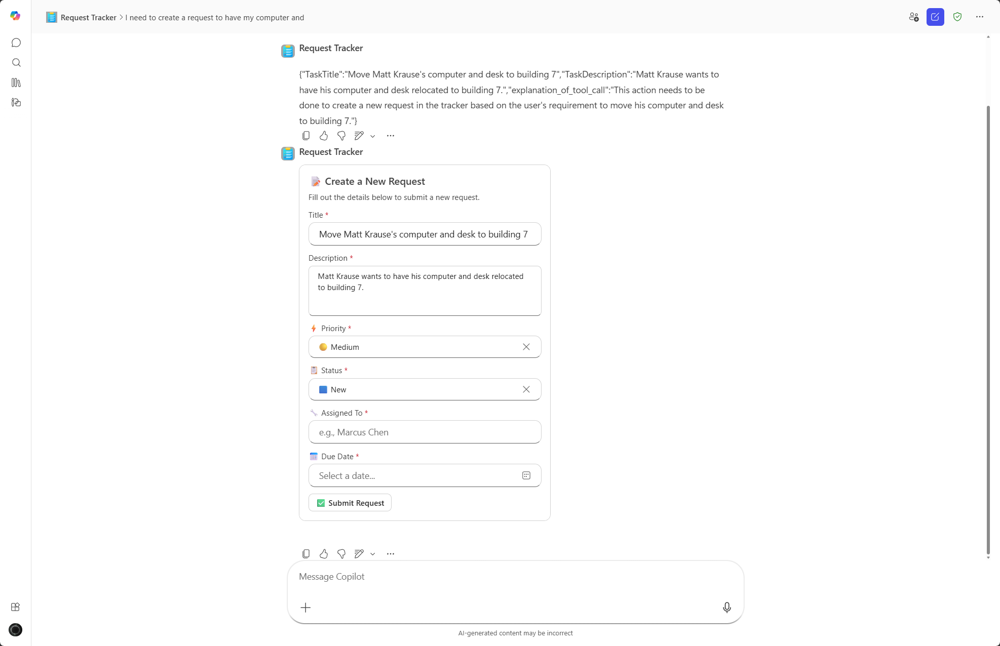 Request Tracker > I need to create a request to have my computer and
Request Tracker
{"TaskTitle":"Move Matt Krause's computer and desk to building 7","TaskDescription":"Matt Krause wants to
have his computer and desk relocated to building 7.","explanation_of_tool_call":"This action needs to be
done to create a new request in the tracker based on the user's requirement to move his computer and desk
to building 7."}
Request Tracker
Create a New Request
Fill out the details below to submit a new request.
Title *
Move Matt Krause's computer and desk to building 7
Description *
Matt Krause wants to have his computer and desk relocated
to building 7.
Priority *
Medium
Status *
New
Assigned To *
e.g., Marcus Chen
Due Date *
Select a date...
Submit Request
Message Copilot
AI-generated content may be incorrect